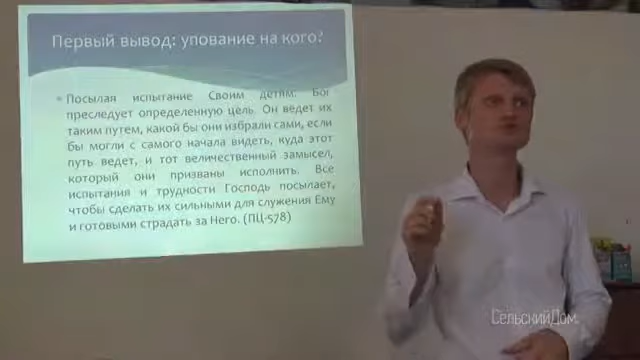 Первый вывод: упование на кого?
Посылая испытание Своим детям, Бог
преследует определенную цель. Он ведет их
таким путем, какой бы они избрали сами, если
бы могли с самого начала видеть, куда этот
путь ведет, и тот величественный замысел,
который они призваны исполнить. Все
испытания и трудности Господь посылает,
чтобы сделать их сильными для служения Ему
и готовыми страдать за Него. (ПЦ-578)
СельскийДом